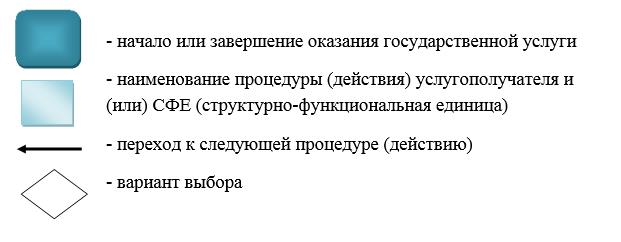 - начало или завершение оказания государственной услуги
- наименование процедуры (действия) услугополучателя и
(или) СФЕ (структурно-функциональная единица)
- переход к следующей процедуре (действию)
- вариант выбора